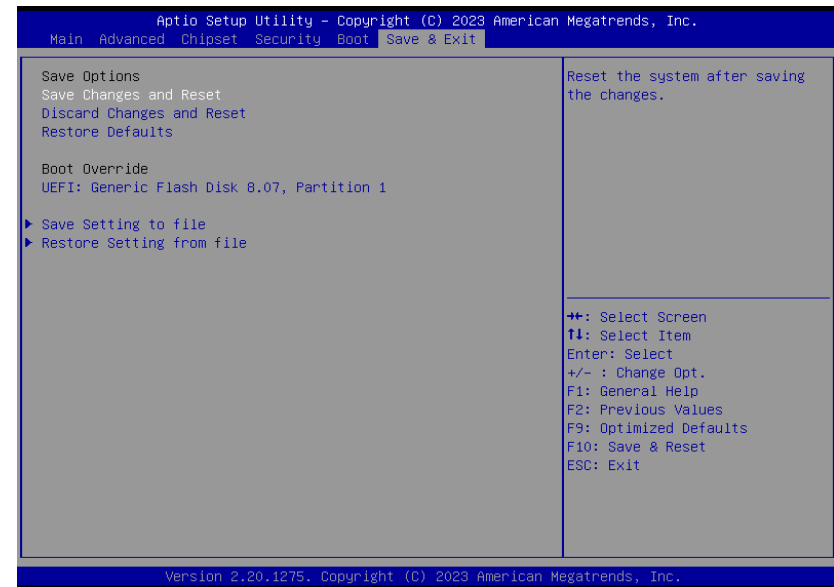 Aptio Setup Utility – Copyright (C) 2023 American Megatrends, Inc.
Main Advanced Chipset Security Boot Save & Exit
Save Options
Save Changes and Reset
Discard Changes and Reset
Restore Defaults
Boot Override
UEFI: Generic Flash Disk 8.07, Partition 1
▶ Save Setting to file
▶ Restore Setting from file
Reset the system after saving
the changes.
→←: Select Screen
↑↓: Select Item
Enter: Select
+/- : Change Opt.
F1: General Help
F2: Previous Values
F9: Optimized Defaults
F10: Save & Reset
ESC: Exit
Version 2.20.1275. Copyright (C) 2023 American Megatrends, Inc.